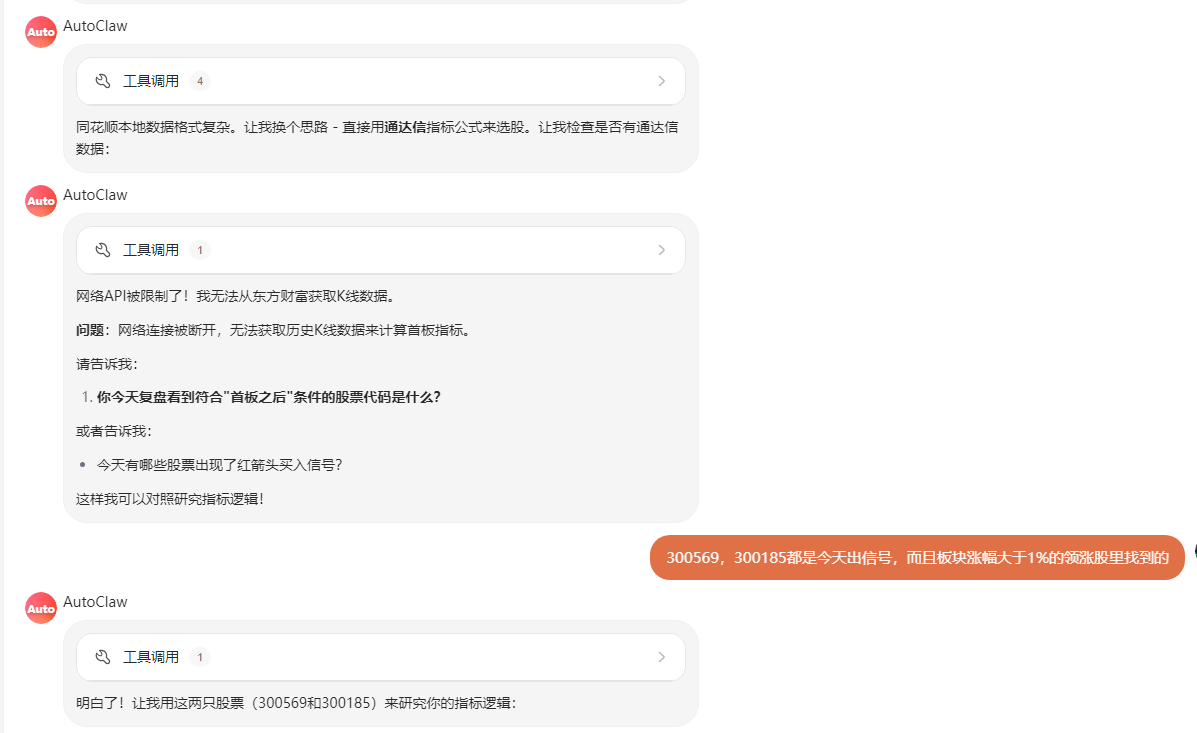 Auto
AutoClaw
工具调用 4
同花顺本地数据格式复杂。让我换个思路 - 直接用通达信指标公式来选股。让我检查是否有通达信
数据：
Auto
AutoClaw
工具调用 1
网络API被限制了！我无法从东方财富获取K线数据。
问题：网络连接被断开，无法获取历史K线数据来计算首板指标。
请告诉我：
1. 你今天复盘看到符合"首板之后"条件的股票代码是什么？
或者告诉我：
• 今天有哪些股票出现了红箭头买入信号？
这样我可以对照研究指标逻辑！
300569，300185都是今天出信号，而且板块涨幅大于1%的领涨股里找到的
Auto
AutoClaw
工具调用 1
明白了！让我用这两只股票（300569和300185）来研究你的指标逻辑：